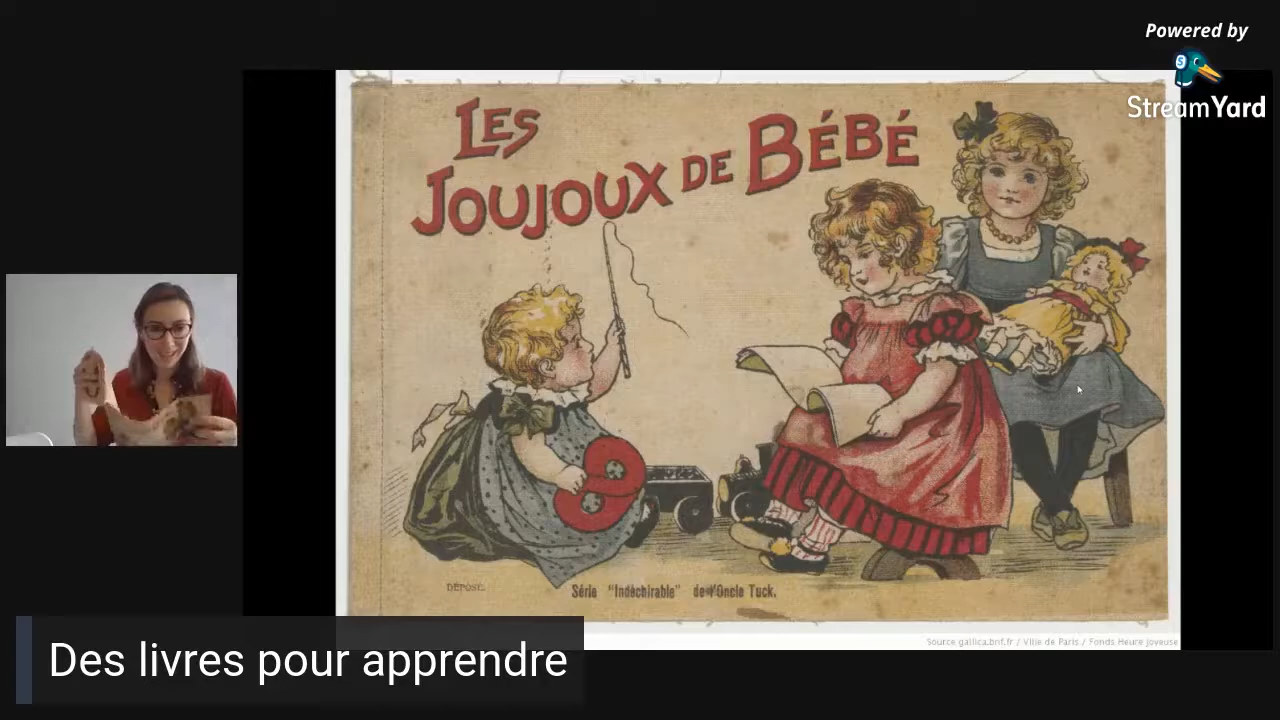 Powered by
StreamYard
LES
JOUJOUX DE BÉBÉ
DÉPOSÉ.
Série "Indéchirable" de l'Oncle Tuck.
Source gallica.bnf.fr / Ville de Paris / Fonds Heure joyeuse
Des livres pour apprendre